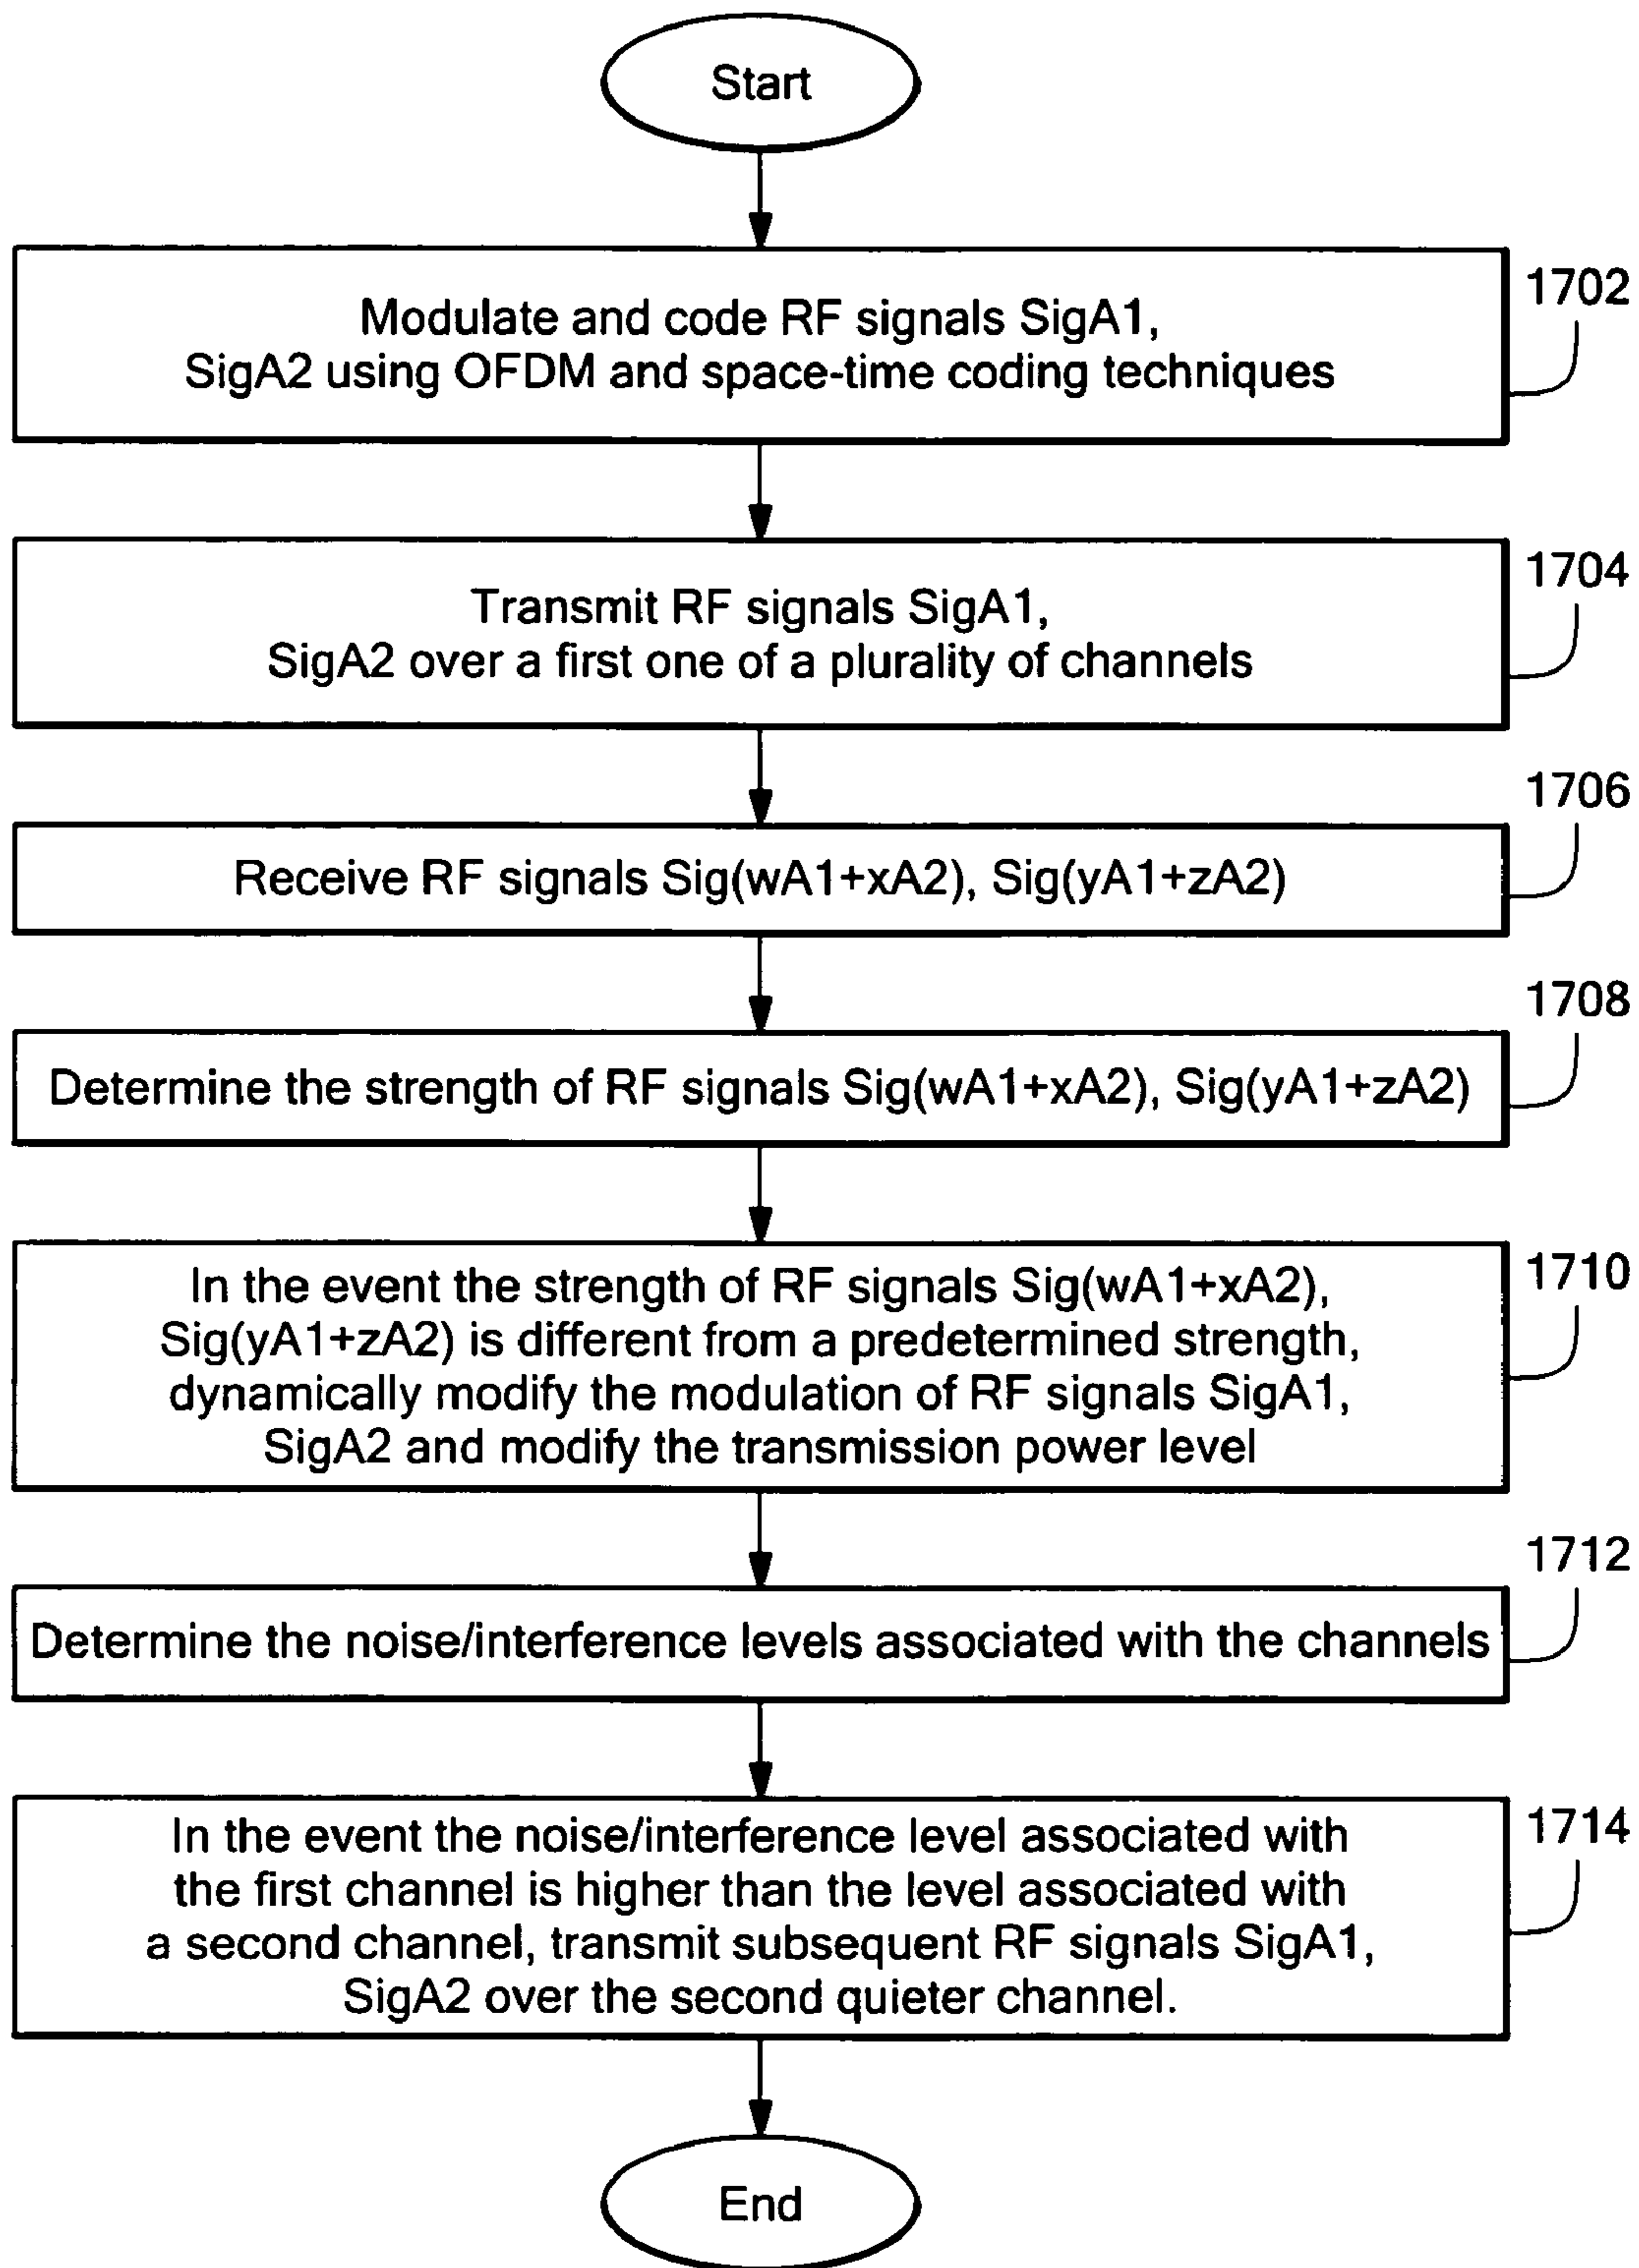 Start
Modulate and code RF signals SigA1,
SigA2 using OFDM and space-time coding techniques
1702
Transmit RF signals SigA1,
SigA2 over a first one of a plurality of channels
1704
Receive RF signals Sig(wA1+xA2), Sig(yA1+zA2)
1706
Determine the strength of RF signals Sig(wA1+xA2), Sig(yA1+zA2)
1708
In the event the strength of RF signals Sig(wA1+xA2),
Sig(yA1+zA2) is different from a predetermined strength,
dynamically modify the modulation of RF signals SigA1,
SigA2 and modify the transmission power level
1710
Determine the noise/interference levels associated with the channels
1712
In the event the noise/interference level associated with
the first channel is higher than the level associated with
a second channel, transmit subsequent RF signals SigA1,
SigA2 over the second quieter channel.
1714
End